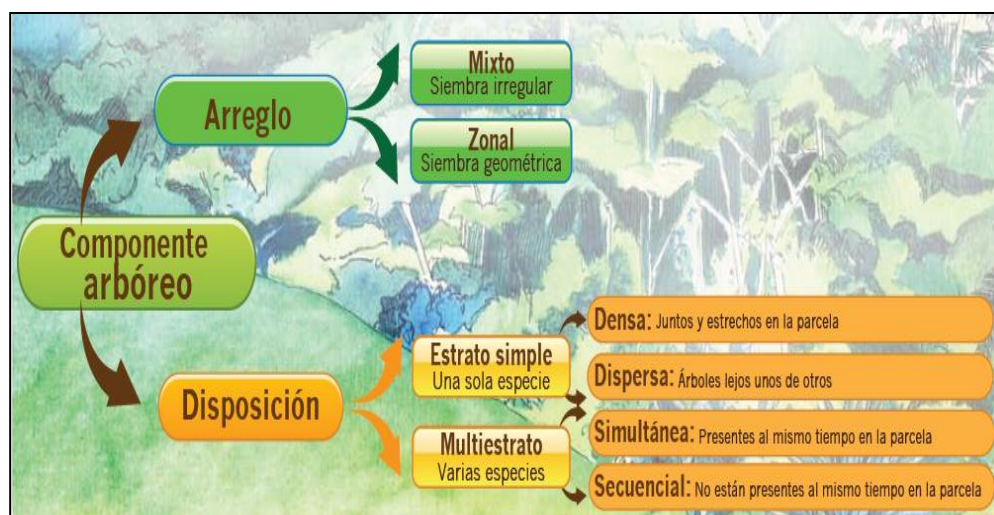 Componente
arbóreo
Arreglo
Mixto
Siembra irregular
Zonal
Siembra geométrica
Disposición
Estrato simple
Una sola especie
Multiestrato
Varias especies
Densa: Juntos y estrechos en la parcela
Dispersa: Árboles lejos unos de otros
Simultánea: Presentes al mismo tiempo en la parcela
Secuencial: No están presentes al mismo tiempo en la parcela